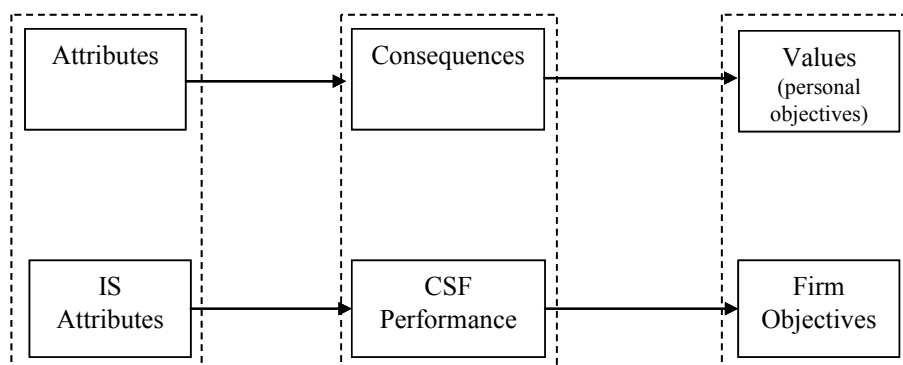 Attributes
Consequences
Values
(personal
objectives)
IS
Attributes
CSF
Performance
Firm
Objectives